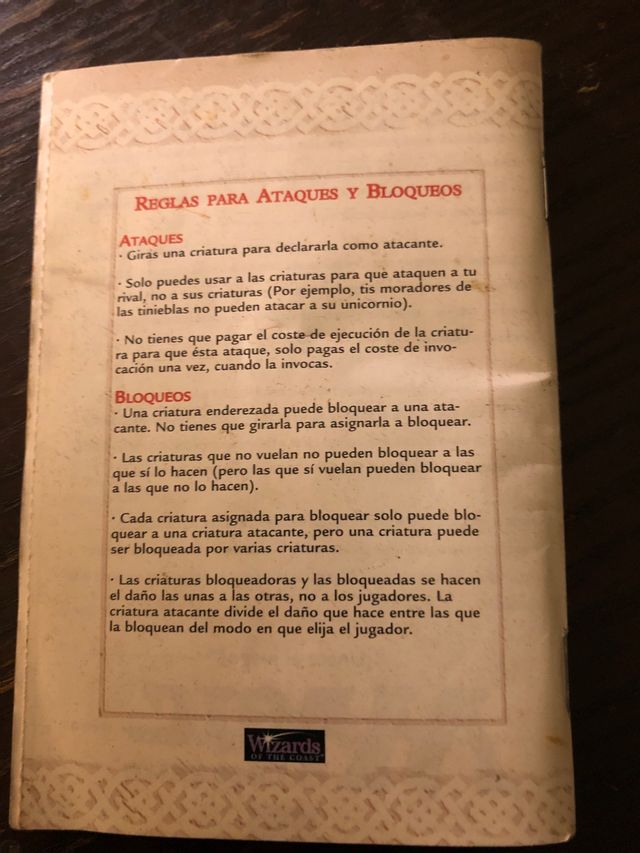 REGLAS PARA ATAQUES Y BLOQUEOS
ATAQUES
· Giras una criatura para declararla como atacante.
· Solo puedes usar a las criaturas para que ataquen a tu
rival, no a sus criaturas (Por ejemplo, tis moradores de
las tinieblas no pueden atacar a su unicornio).
· No tienes que pagar el coste de ejecución de la criatu-
ra para que ésta ataque, solo pagas el coste de invo-
cación una vez, cuando la invocas.
BLOQUEOS
· Una criatura enderezada puede bloquear a una ata-
cante. No tienes que girarla para asignarla a bloquear.
· Las criaturas que no vuelan no pueden bloquear a las
que sí lo hacen (pero las que sí vuelan pueden bloquear
a las que no lo hacen).
· Cada criatura asignada para bloquear solo puede blo-
quear a una criatura atacante, pero una criatura puede
ser bloqueada por varias criaturas.
· Las criaturas bloqueadoras y las bloqueadas se hacen
el daño las unas a las otras, no a los jugadores. La
criatura atacante divide el daño que hace entre las que
la bloquean del modo en que elija el jugador.
Wizards
OF THE COAST